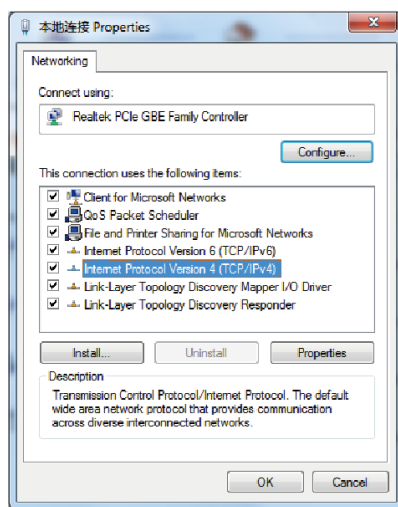 本地连接 Properties
Networking
Connect using:
Realtek PCIe GBE Family Controller
Configure...
This connection uses the following items:
Client for Microsoft Networks
QoS Packet Scheduler
File and Printer Sharing for Microsoft Networks
Internet Protocol Version 6 (TCP/IPv6)
Internet Protocol Version 4 (TCP/IPv4)
Link-Layer Topology Discovery Mapper I/O Driver
Link-Layer Topology Discovery Responder
Install... Uninstall Properties
Description
Transmission Control Protocol/Internet Protocol. The default
wide area network protocol that provides communication
across diverse interconnected networks.
OK Cancel